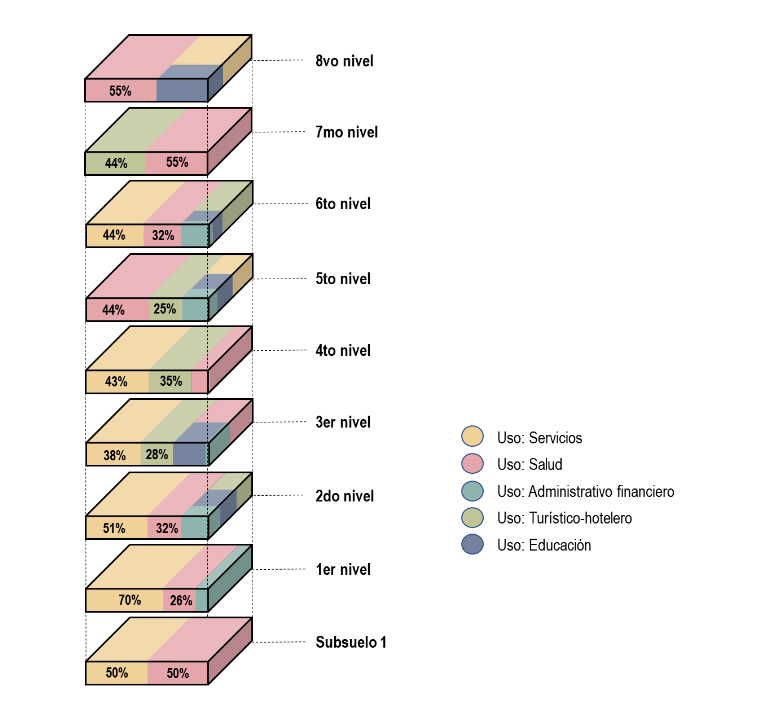 8vo nivel
55%
7mo nivel
44% 55%
6to nivel
44% 32%
5to nivel
44% 25%
4to nivel
43% 35%
3er nivel
38% 28%
2do nivel
51% 32%
1er nivel
70% 26%
Subsuelo 1
50% 50%
Uso: Servicios
Uso: Salud
Uso: Administrativo financiero
Uso: Turístico-hotelero
Uso: Educación